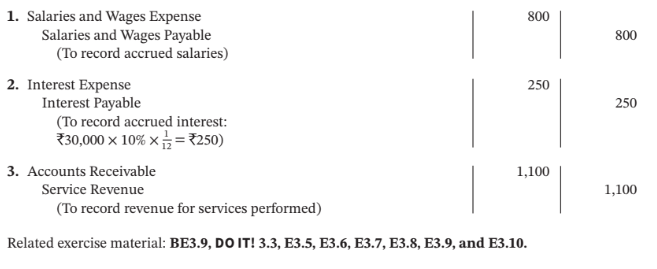 1. Salaries and Wages Expense 800
Salaries and Wages Payable 800
(To record accrued salaries)
2. Interest Expense 250
Interest Payable 250
(To record accrued interest:
₹30,000 × 10% × 1/12 = ₹250)
3. Accounts Receivable 1,100
Service Revenue 1,100
(To record revenue for services performed)
Related exercise material: BE3.9, DO IT! 3.3, E3.5, E3.6, E3.7, E3.8, E3.9, and E3.10.